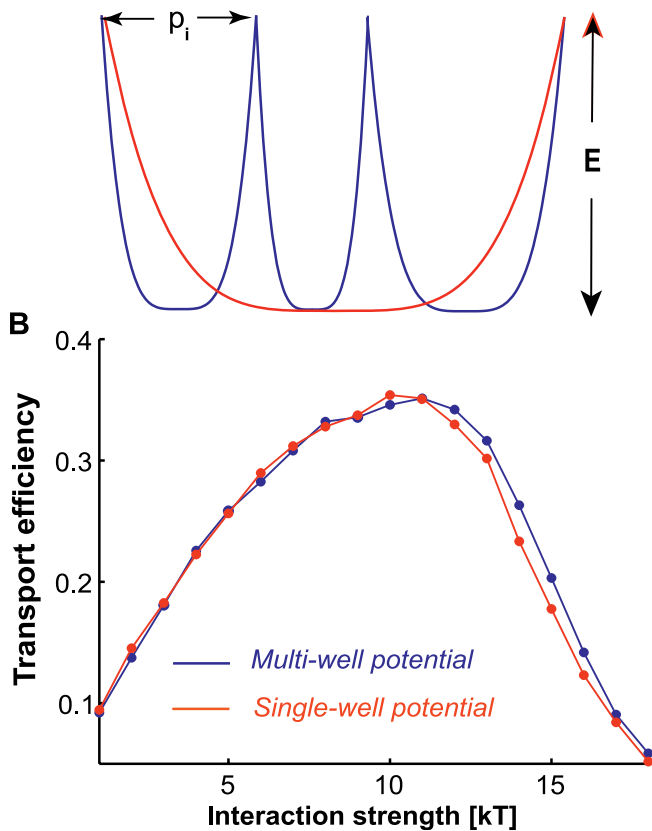 pi
E
B
0.4
0.3
0.2
0.1
Transport efficiency
Multi-well potential
Single-well potential
5 10 15
Interaction strength [kT]